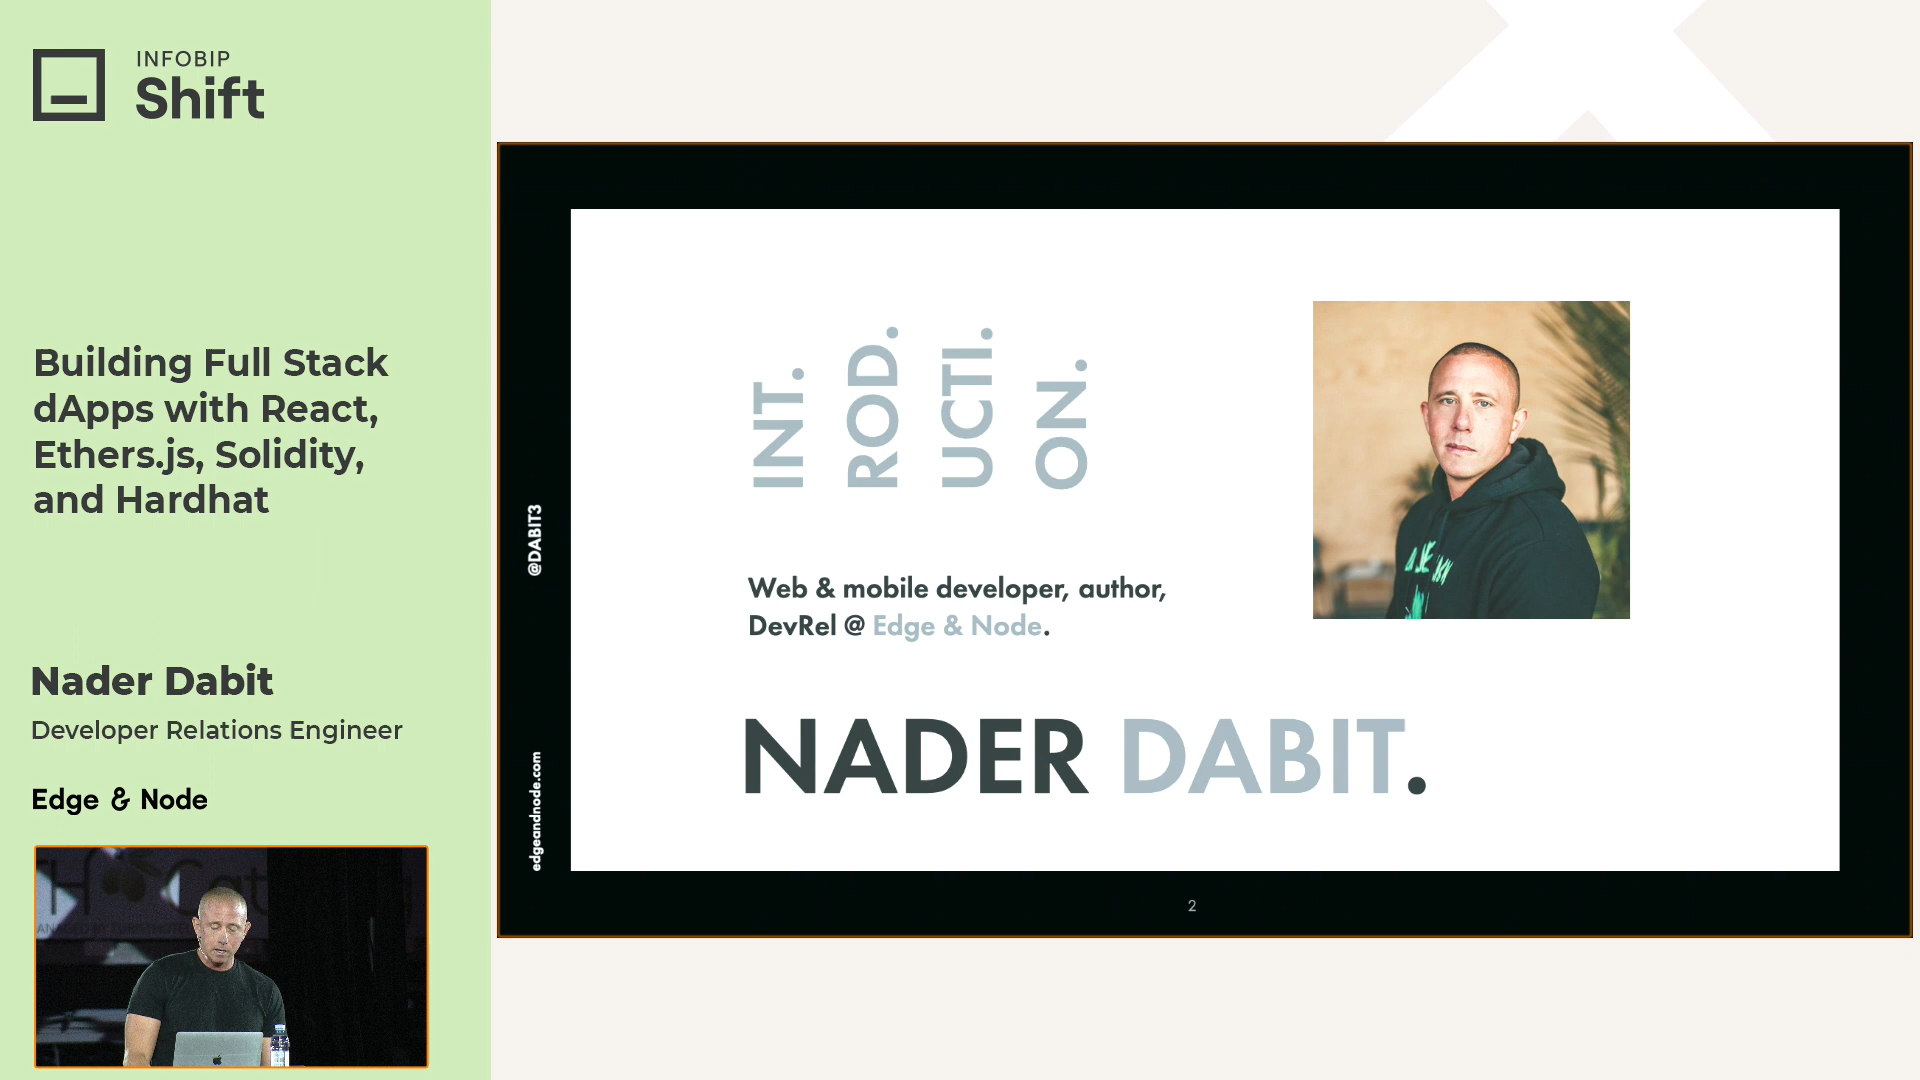 INFOBIP
Shift
Building Full Stack
dApps with React,
Ethers.js, Solidity,
and Hardhat
Nader Dabit
Developer Relations Engineer
Edge & Node
@DABIT3
edgeandnode.com
INT.
ROD.
UCTI.
ON.
Web & mobile developer, author,
DevRel @ Edge & Node.
NADER DABIT.
2